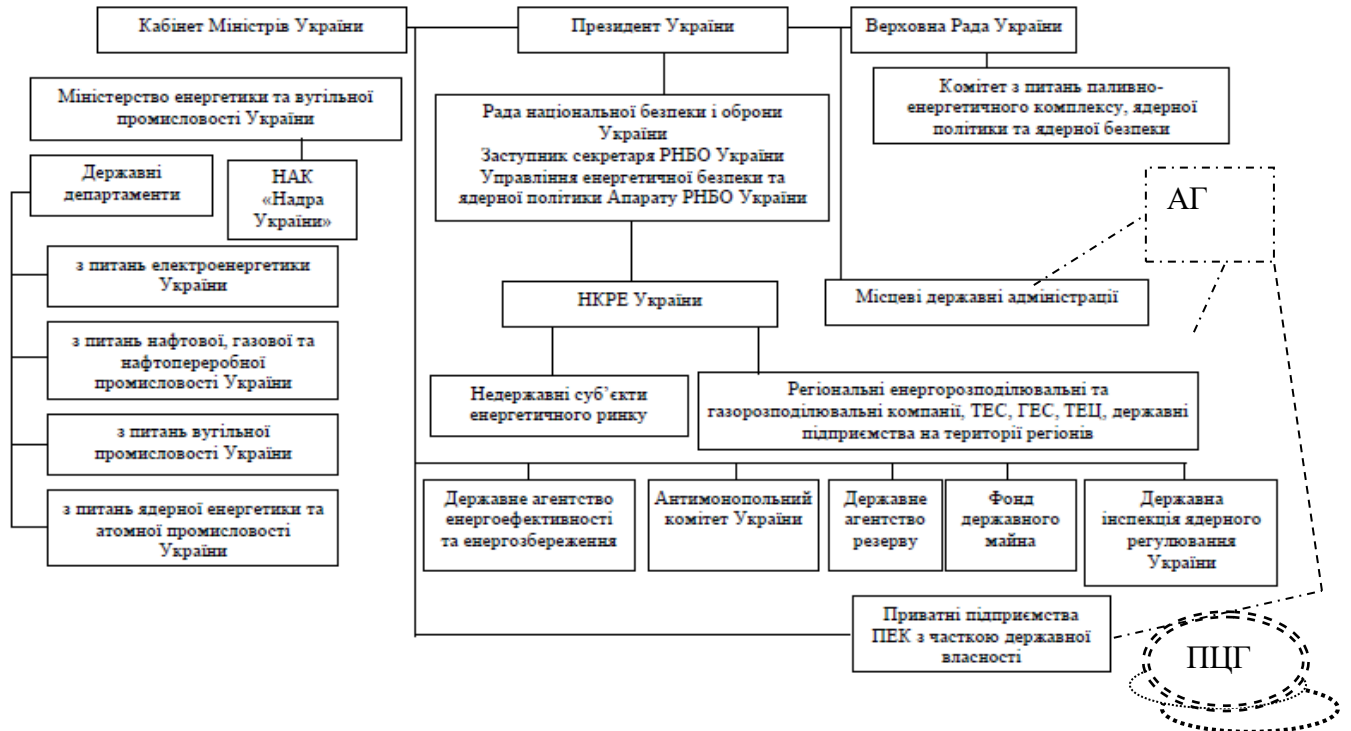 Кабінет Міністрів України
Президент України
Верховна Рада України
Міністерство енергетики та вугільної
промисловості України
Рада національної безпеки і оборони
України
Заступник секретаря РНБО України
Управління енергетичної безпеки та
ядерної політики Апарату РНБО України
Комітет з питань паливно-
енергетичного комплексу, ядерної
політики та ядерної безпеки
Державні
департаменти
НАК
«Надра
України»
АГ
з питань електроенергетики
України
НКРЕ України
Місцеві державні адміністрації
з питань нафтової, газової та
нафтопереробної
промисловості України
Недержавні суб’єкти
енергетичного ринку
Регіональні енергорозподілювальні та
газорозподілювальні компанії, ТЕС, ГЕС, ТЕЦ, державні
підприємства на території регіонів
з питань вугільної
промисловості України
з питань ядерної енергетики та
атомної промисловості
України
Державне агентство
енергоефективності
та енергозбереження
Антимонопольний
комітет України
Державне
агентство
резерву
Фонд
державного
майна
Державна
інспекція ядерного
регулювання
України
Приватні підприємства
ПЕК з часткою державної
власності
ПЦГ